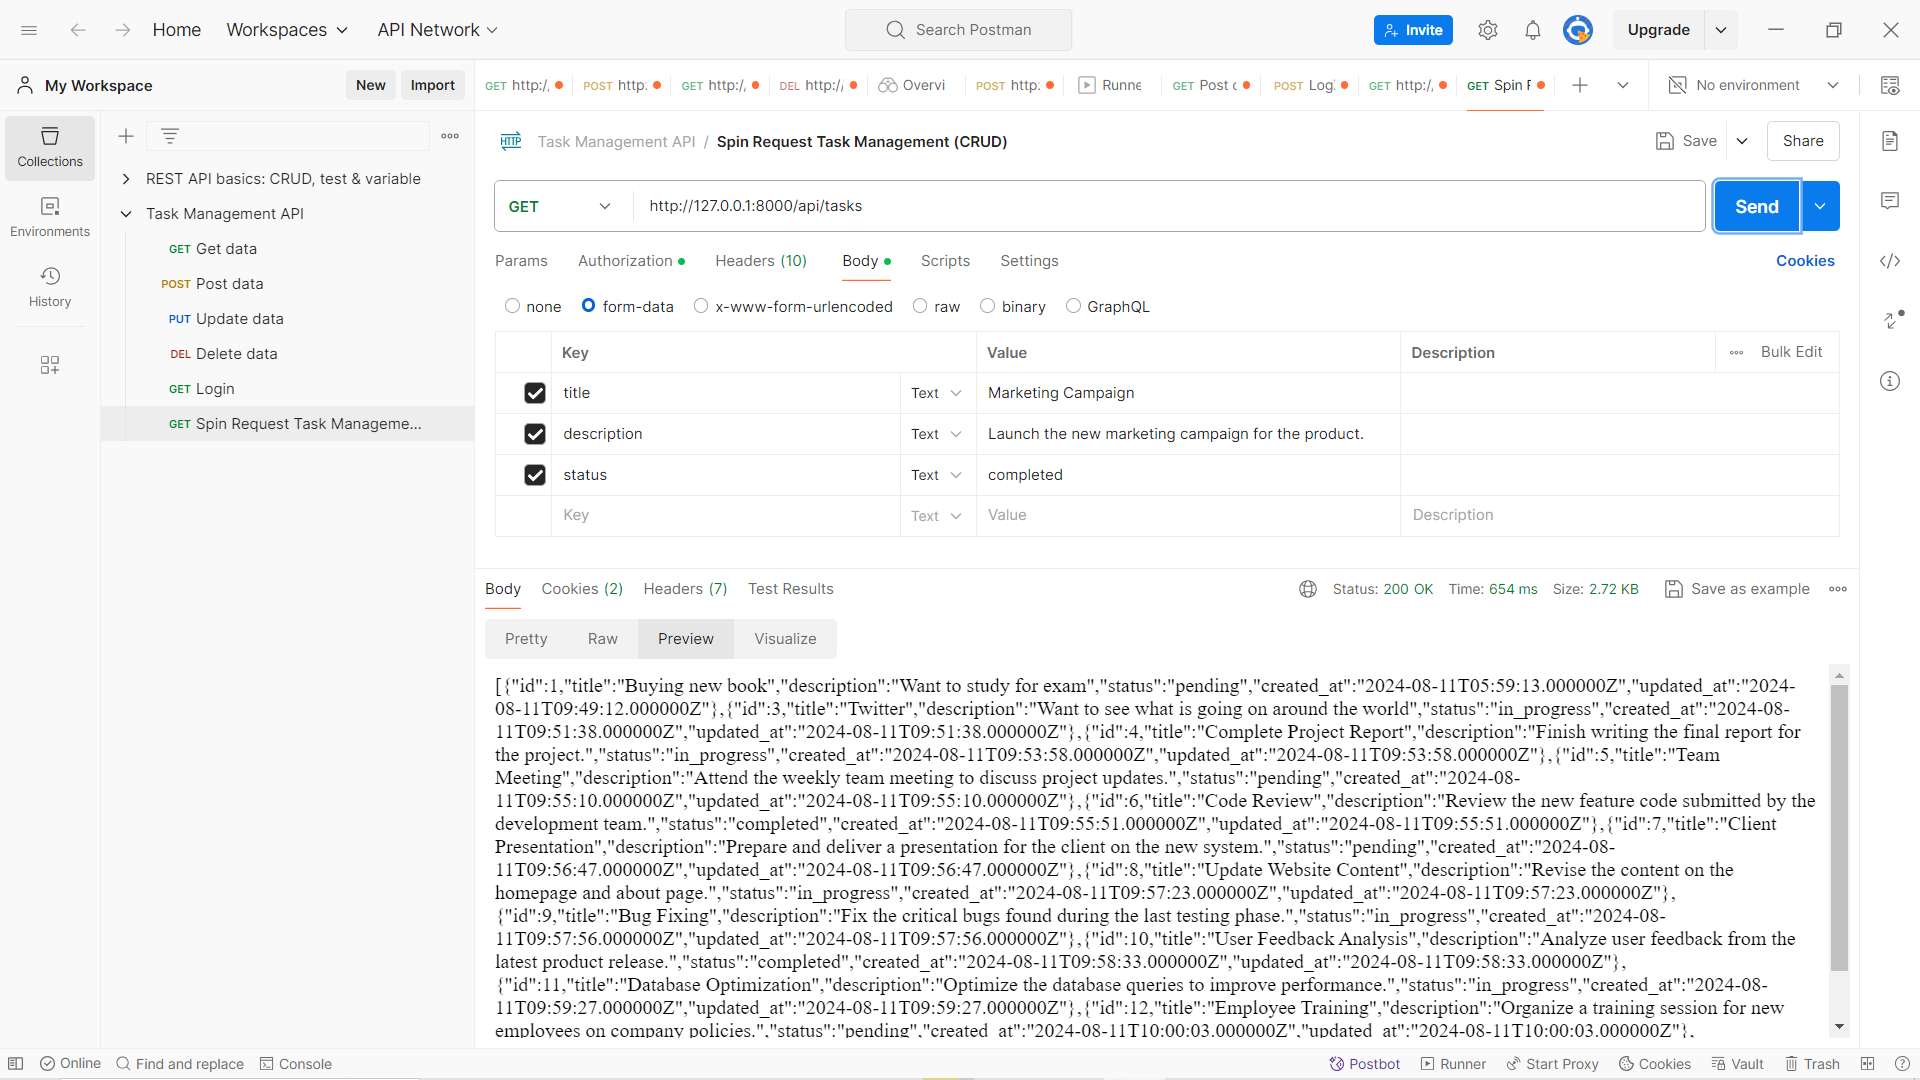 Home Workspaces API Network Search Postman Invite Upgrade
My Workspace New Import GET http:/, POST http: GET http:/, DEL http:/, Overvi POST http: Runne GET Post POST Log GET http:/, GET Spin No environment
Collections
Environments
History
REST API basics: CRUD, test & variable
Task Management API
GET Get data
POST Post data
PUT Update data
DEL Delete data
GET Login
GET Spin Request Task Manageme...
HTTP Task Management API / Spin Request Task Management (CRUD) Save Share
GET http://127.0.0.1:8000/api/tasks Send
Params Authorization Headers (10) Body Scripts Settings Cookies
none form-data x-www-form-urlencoded raw binary GraphQL
Key Value Description Bulk Edit
title Text Marketing Campaign
description Text Launch the new marketing campaign for the product.
status Text completed
Key Text Value Description
Body Cookies (2) Headers (7) Test Results Status: 200 OK Time: 654 ms Size: 2.72 KB Save as example
Pretty Raw Preview Visualize
[{"id":1,"title":"Buying new book","description":"Want to study for exam","status":"pending","created_at":"2024-08-11T05:59:13.000000Z","updated_at":"2024-
08-11T09:49:12.000000Z"},{"id":3,"title":"Twitter","description":"Want to see what is going on around the world","status":"in_progress","created_at":"2024-08-
11T09:51:38.000000Z","updated_at":"2024-08-11T09:51:38.000000Z"},{"id":4,"title":"Complete Project Report","description":"Finish writing the final report for
the project.","status":"in_progress","created_at":"2024-08-11T09:53:58.000000Z","updated_at":"2024-08-11T09:53:58.000000Z"},{"id":5,"title":"Team
Meeting","description":"Attend the weekly team meeting to discuss project updates.","status":"pending","created_at":"2024-08-
11T09:55:10.000000Z","updated_at":"2024-08-11T09:55:10.000000Z"},{"id":6,"title":"Code Review","description":"Review the new feature code submitted by the
development team.","status":"completed","created_at":"2024-08-11T09:55:51.000000Z","updated_at":"2024-08-11T09:55:51.000000Z"},{"id":7,"title":"Client
Presentation","description":"Prepare and deliver a presentation for the client on the new system.","status":"pending","created_at":"2024-08-
11T09:56:47.000000Z","updated_at":"2024-08-11T09:56:47.000000Z"},{"id":8,"title":"Update Website Content","description":"Revise the content on the
homepage and about page.","status":"in_progress","created_at":"2024-08-11T09:57:23.000000Z","updated_at":"2024-08-11T09:57:23.000000Z"},
{"id":9,"title":"Bug Fixing","description":"Fix the critical bugs found during the last testing phase.","status":"in_progress","created_at":"2024-08-
11T09:57:56.000000Z","updated_at":"2024-08-11T09:57:56.000000Z"},{"id":10,"title":"User Feedback Analysis","description":"Analyze user feedback from the
latest product release.","status":"completed","created_at":"2024-08-11T09:58:33.000000Z","updated_at":"2024-08-11T09:58:33.000000Z"},
{"id":11,"title":"Database Optimization","description":"Optimize the database queries to improve performance.","status":"in_progress","created_at":"2024-08-
11T09:59:27.000000Z","updated_at":"2024-08-11T09:59:27.000000Z"},{"id":12,"title":"Employee Training","description":"Organize a training session for new
employees on company policies.","status":"pending","created_at":"2024-08-11T10:00:03.000000Z","updated_at":"2024-08-11T10:00:03.000000Z"},
Online Find and replace Console Postbot Runner Start Proxy Cookies Vault Trash